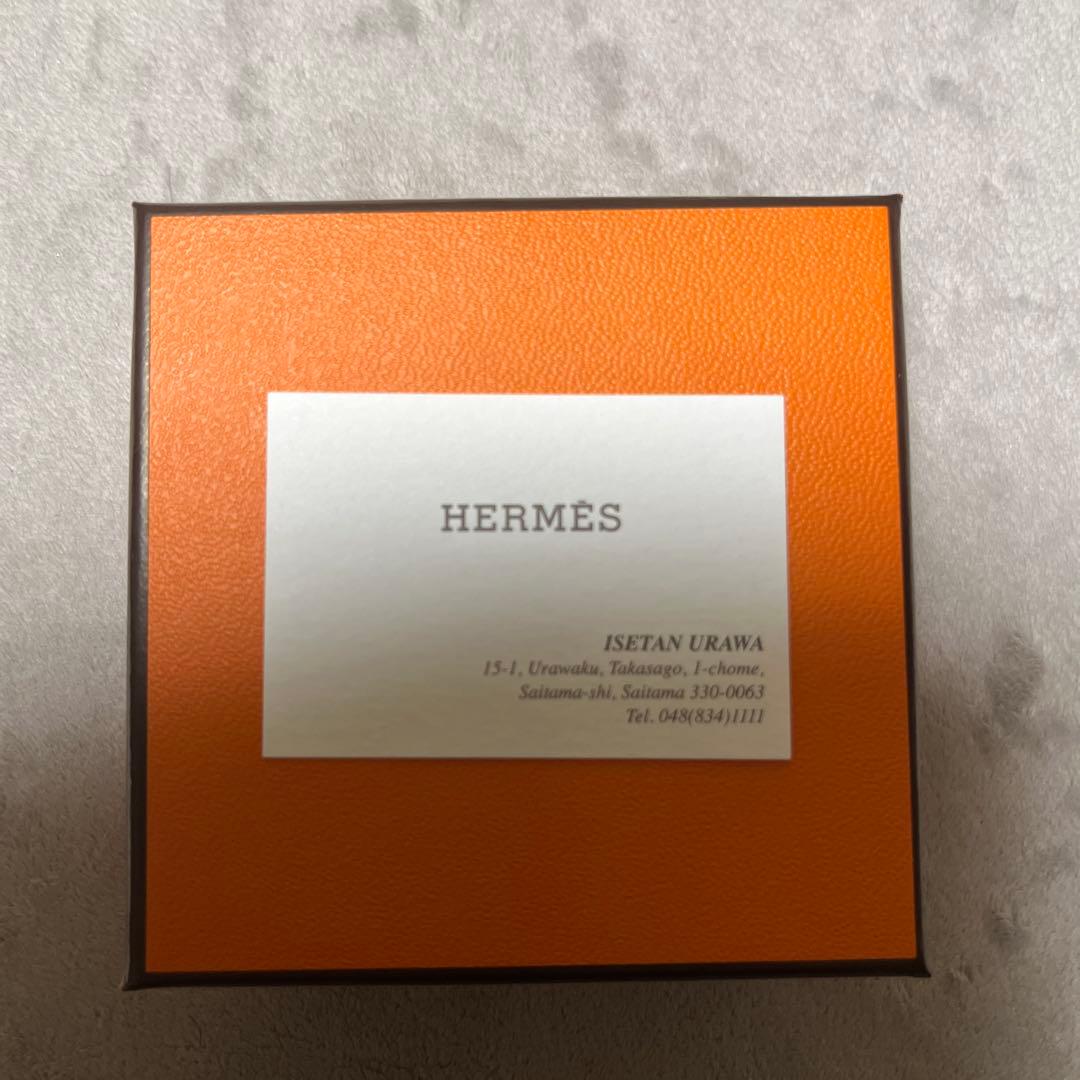 HERMÈS
ISETAN URAWA
15-1, Urawaku, Takasago, 1-chome,
Saitama-shi, Saitama 330-0063
Tel. 048(834)1111